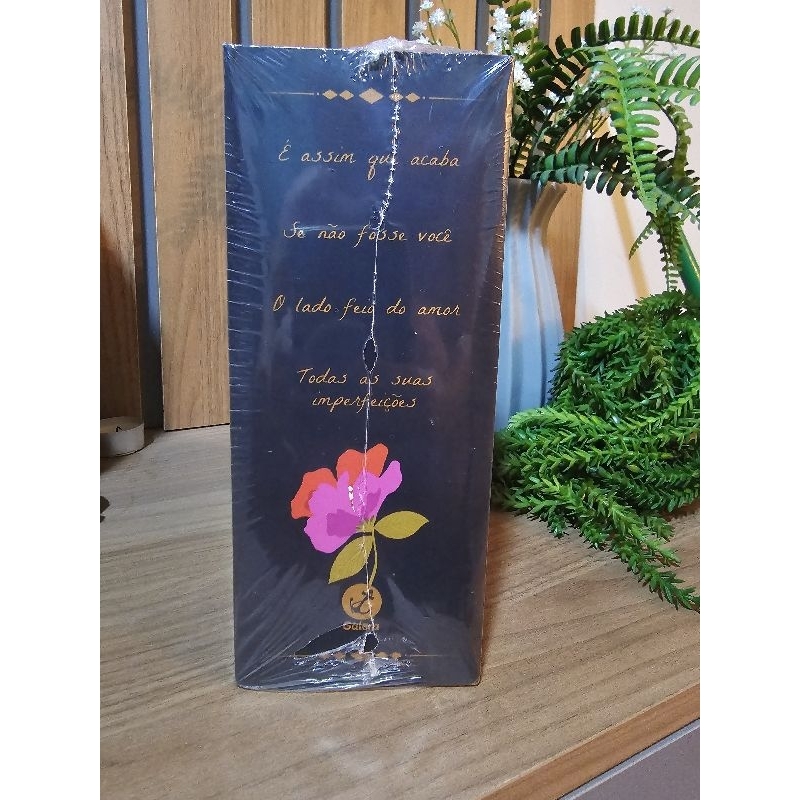 É assim que acaba
Se não fosse você
O lado feio do amor
Todas as suas
imperfeições
Galera